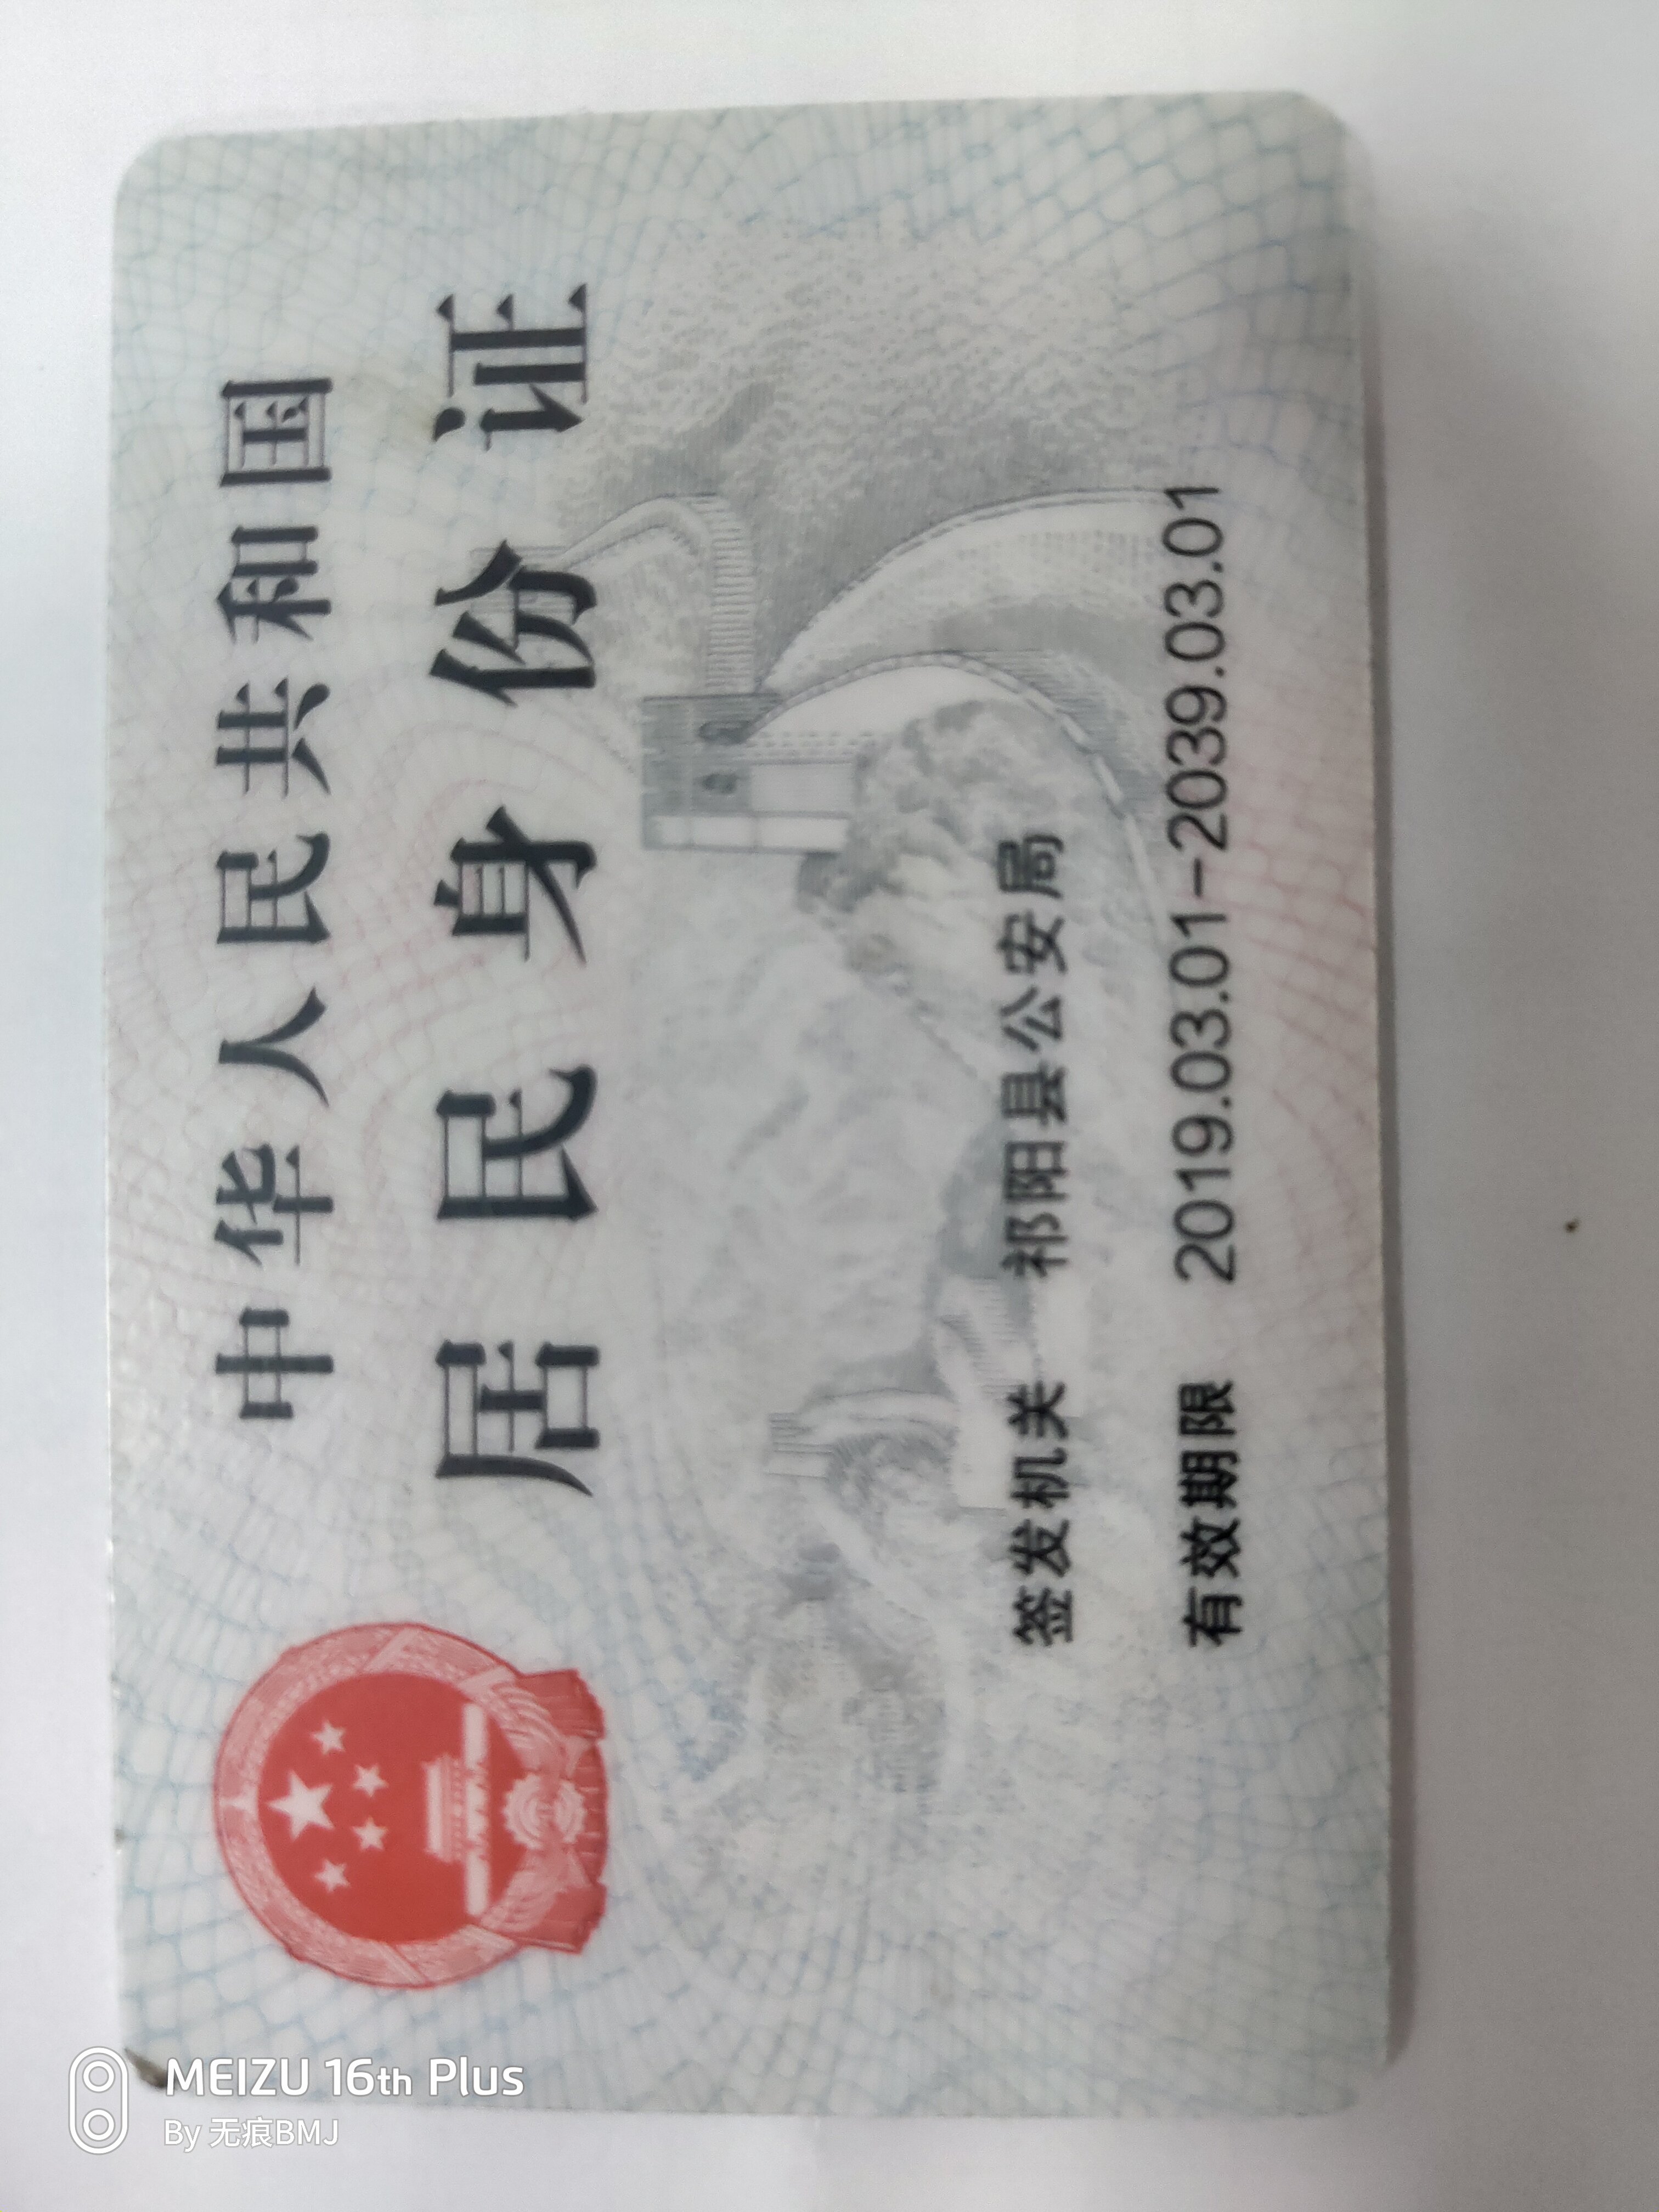 中华人民共和国
居民身份证
签发机关 祁阳县公安局
有效期限 2019.03.01-2039.03.01
MEIZU 16th Plus
By 无痕BMJ